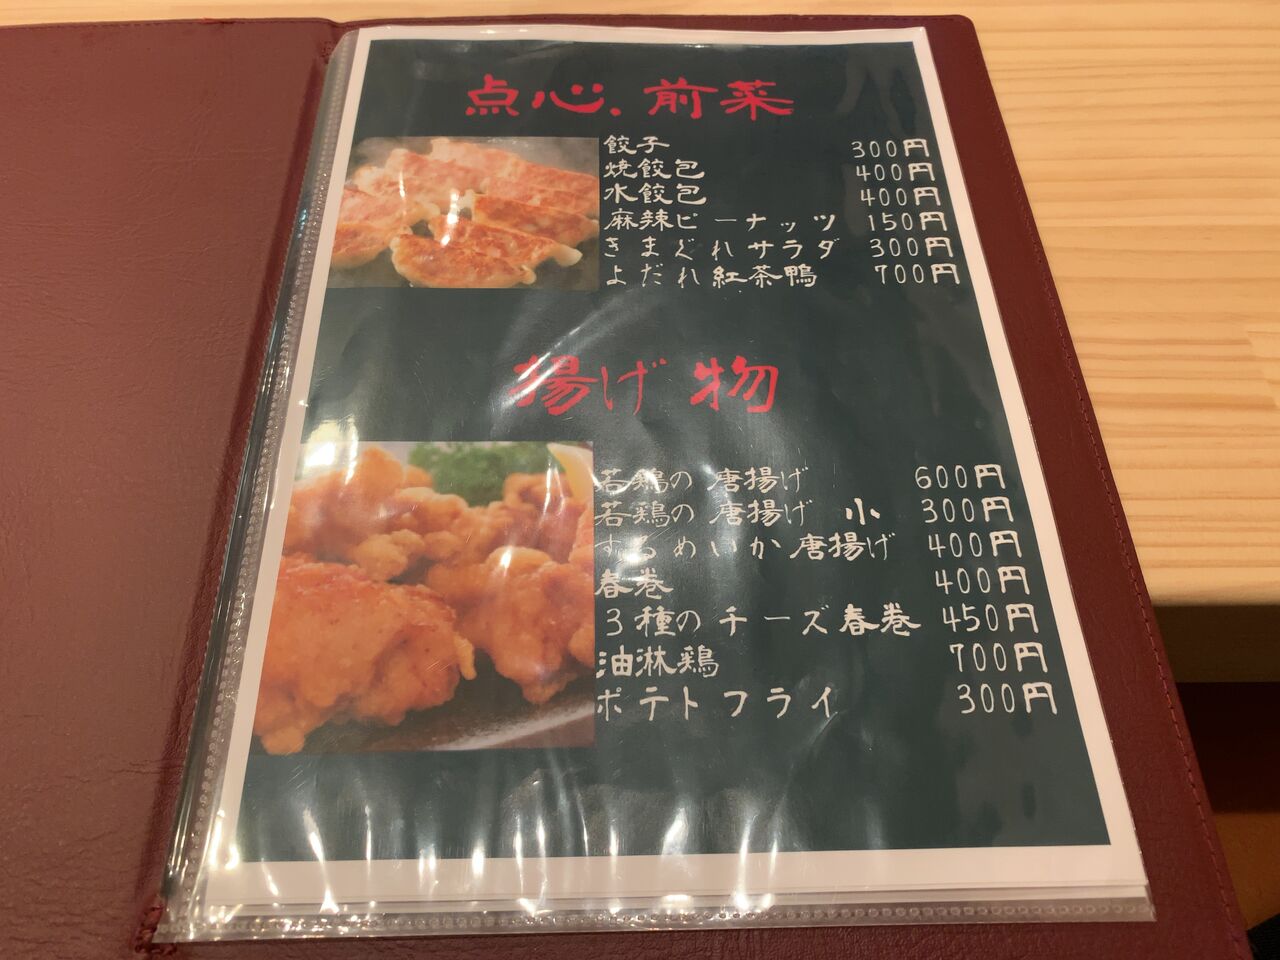 点心.前菜
餃子 300円
焼餃包 400円
水餃包 400円
麻辣ピーナッツ 150円
きまぐれサラダ 300円
よだれ紅茶鴨 700円
揚げ物
若鶏の唐揚げ 600円
若鶏の唐揚げ 小 300円
するめいか唐揚げ 400円
春巻 400円
3種のチーズ春巻 450円
油淋鶏 700円
ポテトフライ 300円